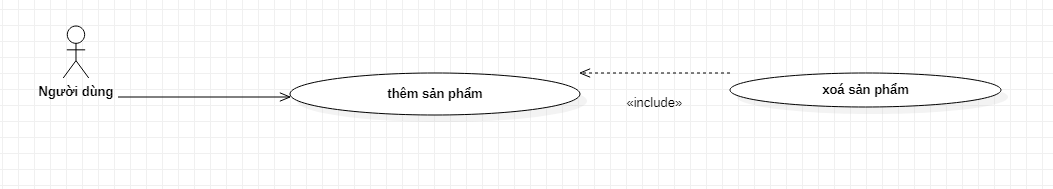 Người dùng
thêm sản phẩm
«include»
xoá sản phẩm